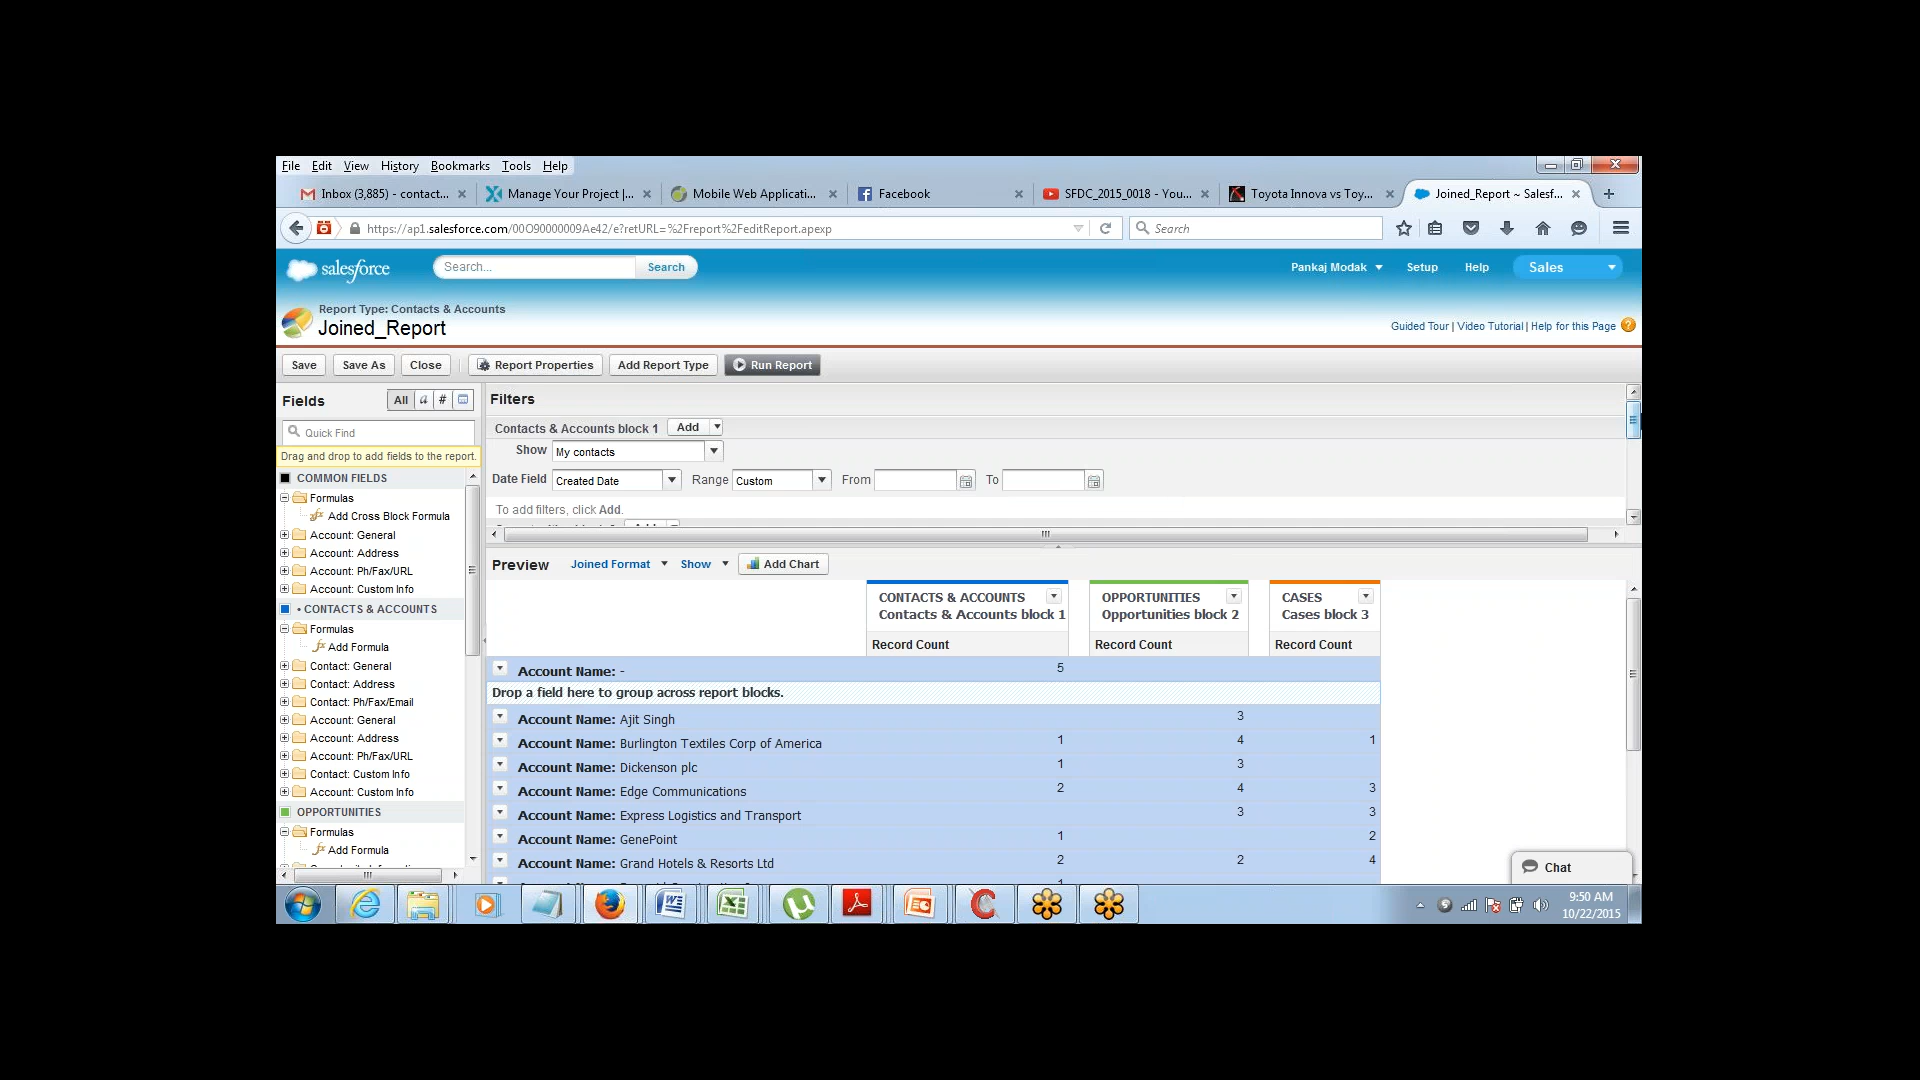 File Edit View History Bookmarks Tools Help
Inbox (3,885) - contact...
Manage Your Project |...
Mobile Web Applicati...
Facebook
SFDC_2015_0018 - You...
Toyota Innova vs Toy...
Joined_Report ~ Salesf...
https://ap1.salesforce.com/00O90000009Ae42/e?retURL=%2Freport%2FeditReport.apexp
Search
salesforce
Search...
Search
Pankaj Modak
Setup
Help
Sales
Report Type: Contacts & Accounts
Joined_Report
Guided Tour | Video Tutorial | Help for this Page
Save
Save As
Close
Report Properties
Add Report Type
Run Report
Fields
All
a
#
Quick Find
Drag and drop to add fields to the report.
COMMON FIELDS
Formulas
Add Cross Block Formula
Account: General
Account: Address
Account: Ph/Fax/URL
Account: Custom Info
• CONTACTS & ACCOUNTS
Formulas
Add Formula
Contact: General
Contact: Address
Contact: Ph/Fax/Email
Account: General
Account: Address
Account: Ph/Fax/URL
Contact: Custom Info
Account: Custom Info
OPPORTUNITIES
Formulas
Add Formula
Filters
Contacts & Accounts block 1 Add
Show My contacts
Date Field Created Date Range Custom From To
To add filters, click Add.
Preview Joined Format Show Add Chart
CONTACTS & ACCOUNTS
Contacts & Accounts block 1
OPPORTUNITIES
Opportunities block 2
CASES
Cases block 3
Record Count Record Count Record Count
Account Name: - 5
Drop a field here to group across report blocks.
Account Name: Ajit Singh 3
Account Name: Burlington Textiles Corp of America 1 4 1
Account Name: Dickenson plc 1 3
Account Name: Edge Communications 2 4 3
Account Name: Express Logistics and Transport 3 3
Account Name: GenePoint 1 2
Account Name: Grand Hotels & Resorts Ltd 2 2 4
Chat
9:50 AM
10/22/2015